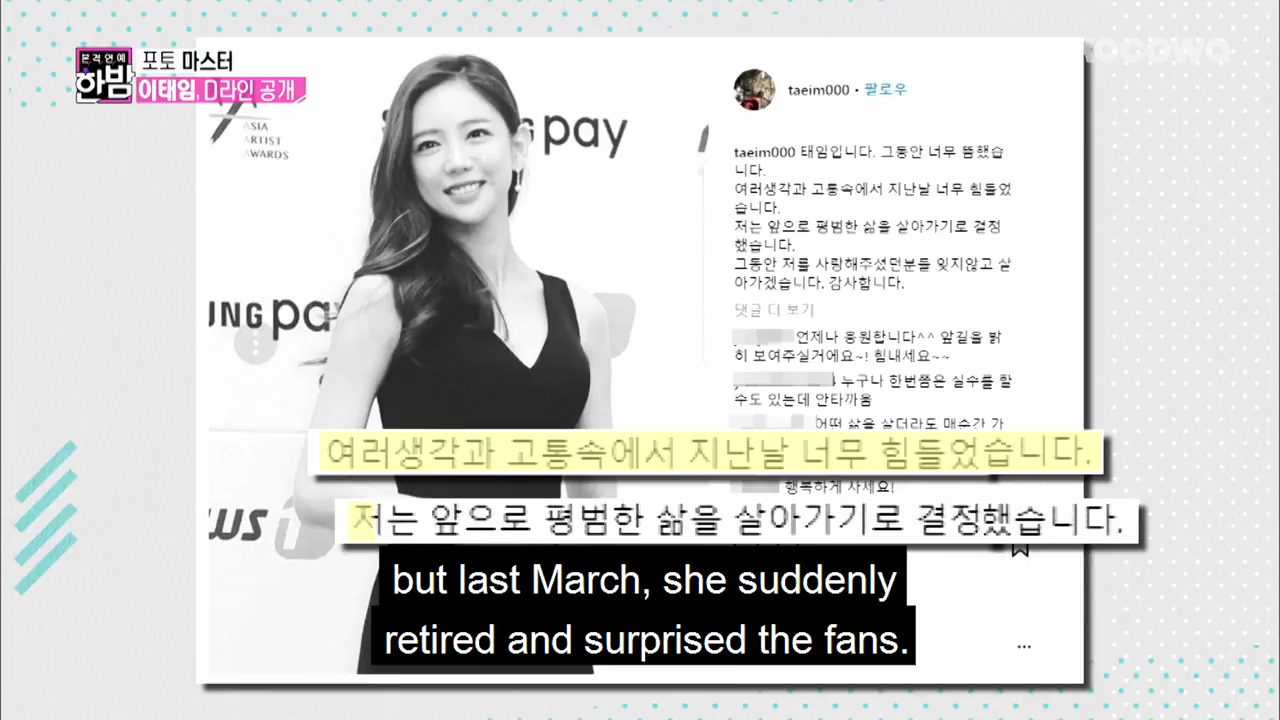 본격연예
한밤
포토 마스터
이태임, D라인 공개
ocowa
ASIA
ARTIST
AWARDS
pay
UNG pay
ws
taeim000 • 팔로우
taeim000 태임입니다. 그동안 너무 뜸했습
니다.
여러생각과 고통속에서 지난날 너무 힘들었
습니다.
저는 앞으로 평범한 삶을 살아가기로 결정
했습니다.
그동안 저를 사랑해주셨던분들 잊지않고 살
아가겠습니다. 감사합니다.
댓글 더 보기
언제나 응원합니다^^ 앞길을 밝
히 보여주실거에요~! 힘내세요~~
누구나 한번쯤은 실수를 할
수도 있는데 안타까움
어떤 삶을 살더라도 매순간 가
행복하게 사세요!
여러생각과 고통속에서 지난날 너무 힘들었습니다.
저는 앞으로 평범한 삶을 살아가기로 결정했습니다.
but last March, she suddenly
retired and surprised the fans.